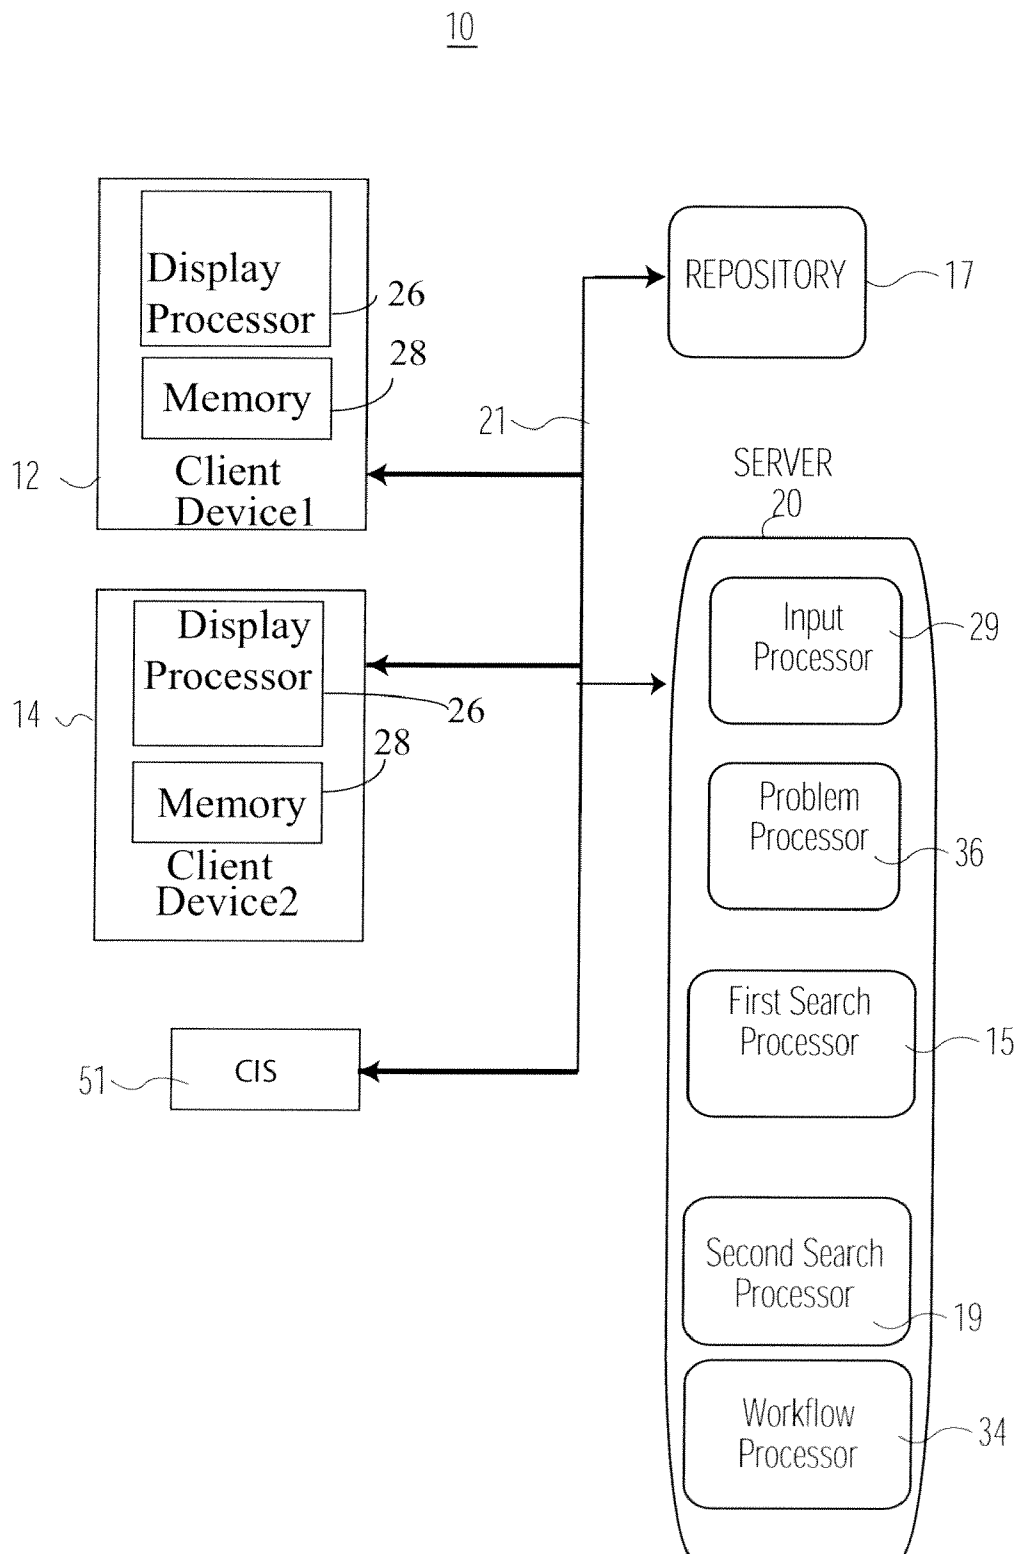 10
Display
Processor
26
Memory
28
Client
Device1
12
REPOSITORY
17
21
SERVER
20
Input
Processor
29
Display
Processor
26
14
Memory
28
Client
Device2
Problem
Processor
36
First Search
Processor
15
CIS
51
Second Search
Processor
19
Workflow
Processor
34